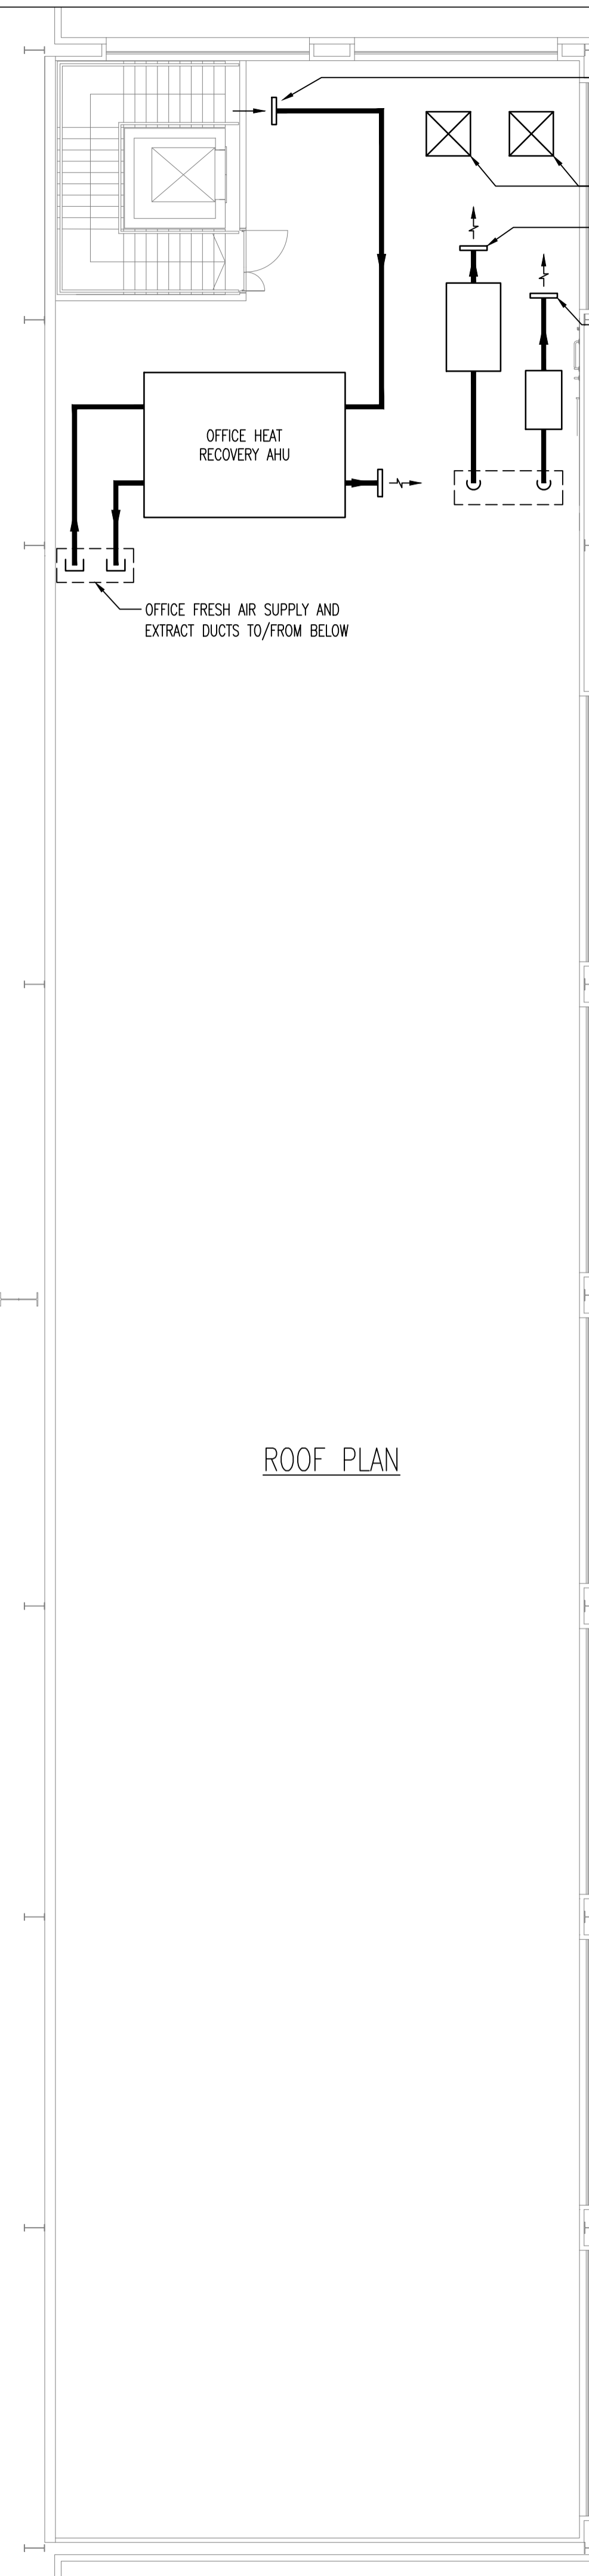 OFFICE HEAT
RECOVERY AHU
OFFICE FRESH AIR SUPPLY AND
EXTRACT DUCTS TO/FROM BELOW
ROOF PLAN